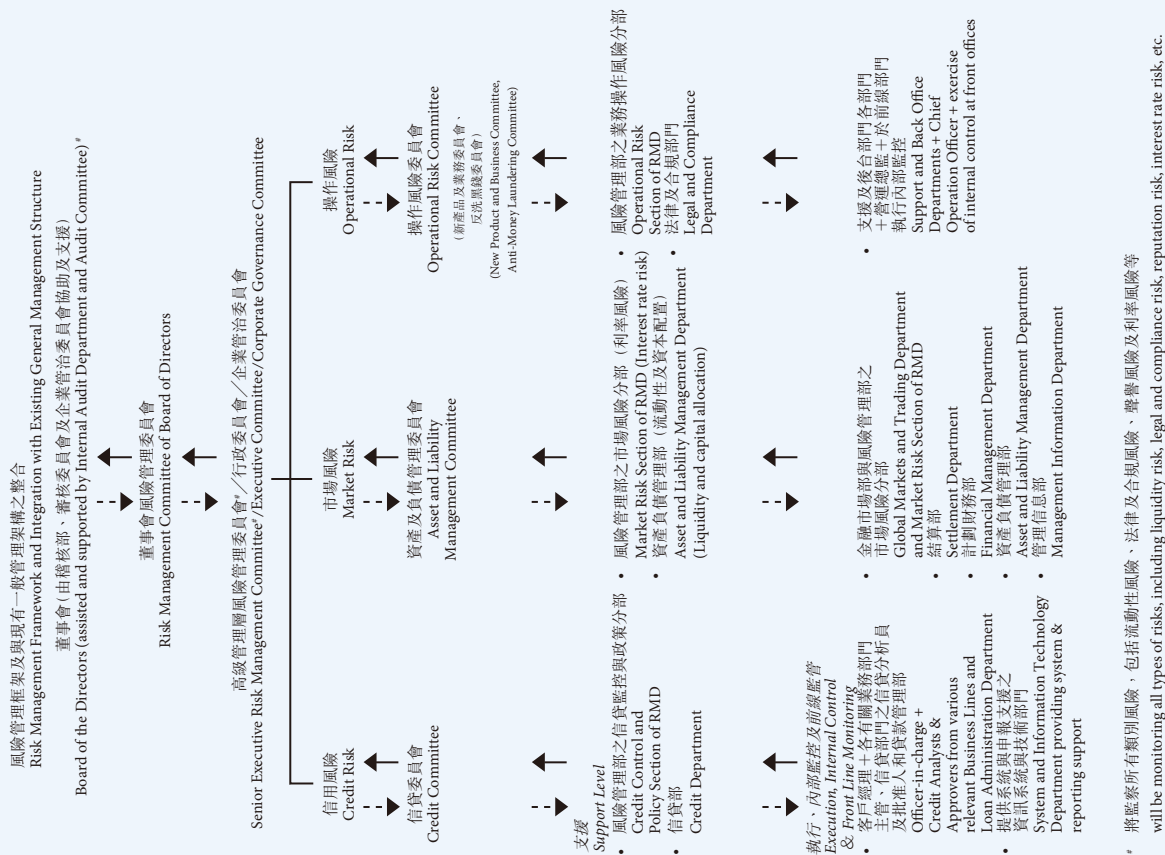 風險管理框架及與現有一般管理架構之整合
Risk Management Framework and Integration with Existing General Management Structure
董事會(由稽核部、審核委員會及企業管治委員會協助及支援)
Board of the Directors (assisted and supported by Internal Audit Department and Audit Committee)#
董事會風險管理委員會
Risk Management Committee of Board of Directors
高級管理層風險管理委員會#／行政委員會／企業管治委員會
Senior Executive Risk Management Committee#/Executive Committee/Corporate Governance Committee
信用風險
Credit Risk
信貸委員會
Credit Committee
市場風險
Market Risk
資產及負債管理委員會
Asset and Liability
Management Committee
操作風險
Operational Risk
操作風險委員會
Operational Risk Committee
(新產品及業務委員會、
反洗黑錢委員會)
(New Product and Business Committee,
Anti-Money Laundering Committee)
支援
Support Level
• 風險管理部之信貸監控與政策分部
Credit Control and
Policy Section of RMD
• 信貸部
Credit Department
• 風險管理部之市場風險分部（利率風險）
Market Risk Section of RMD (Interest rate risk)
• 資產負債管理部（流動性及資本配置）
Asset and Liability Management Department
(Liquidity and capital allocation)
• 風險管理部之業務操作風險分部
Operational Risk
Section of RMD
• 法律及合規部門
Legal and Compliance
Department
執行、內部監控及前線監管
Execution, Internal Control
& Front Line Monitoring
• 客戶經理＋各有關業務部門
主管、信貸部門之信貸分析員
及批准人和貸款管理部
Officer-in-charge +
Credit Analysts &
Approvers from various
relevant Business Lines and
Loan Administration Department
• 提供系統與申報支援之
資訊系統與技術部門
System and Information Technology
Department providing system &
reporting support
• 金融市場部與風險管理部之
市場風險分部
Global Markets and Trading Department
and Market Risk Section of RMD
• 結算部
Settlement Department
• 計劃財務部
Financial Management Department
• 資產負債管理部
Asset and Liability Management Department
• 管理信息部
Management Information Department
• 支援及後台部門各部門
＋營運總監＋於前線部門
執行內部監控
Support and Back Office
Departments + Chief
Operation Officer + exercise
of internal control at front offices
# 將監察所有類別風險，包括流動性風險、法律及合規風險、聲譽風險及利率風險等
will be monitoring all types of risks, including liquidity risk, legal and compliance risk, reputation risk, interest rate risk, etc.